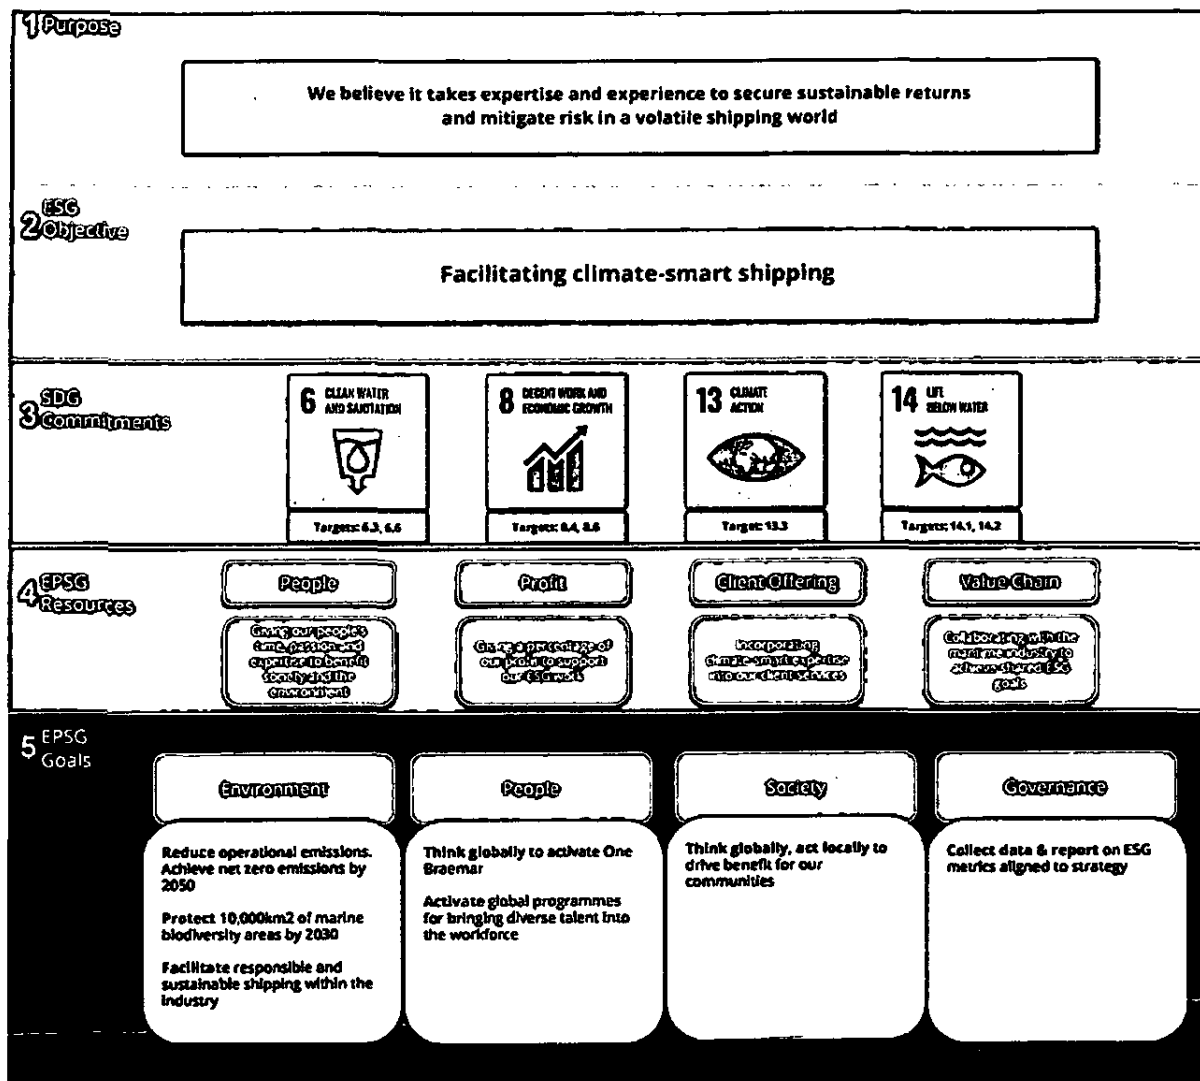 1 Purpose
We believe it takes expertise and experience to secure sustainable returns
and mitigate risk in a volatile shipping world
2 ESG
Objective
Facilitating climate-smart shipping
3 SDG
Commitments
6 CLEAN WATER
AND SANITATION
Targets: 6.3, 6.6
8 DECENT WORK AND
ECONOMIC GROWTH
Targets: 8.4, 8.6
13 CLIMATE
ACTION
Target: 13.3
14 LIFE
BELOW WATER
Targets: 14.1, 14.2
4 EPSG
Resources
People
Giving our people's
time, passion and
expertise to benefit
society and the
environment
Profit
Giving a percentage of
our profit to support
our ESG work
Client Offering
Incorporating
climate-smart expertise
into our client services
Value Chain
Collaborating with the
maritime industry to
achieve shared ESG
goals
5 EPSG
Goals
Environment
Reduce operational emissions.
Achieve net zero emissions by
2050
Protect 10,000km2 of marine
biodiversity areas by 2030
Facilitate responsible and
sustainable shipping within the
industry
People
Think globally to activate One
Braemar
Activate global programmes
for bringing diverse talent into
the workforce
Society
Think globally, act locally to
drive benefit for our
communities
Governance
Collect data & report on ESG
metrics aligned to strategy